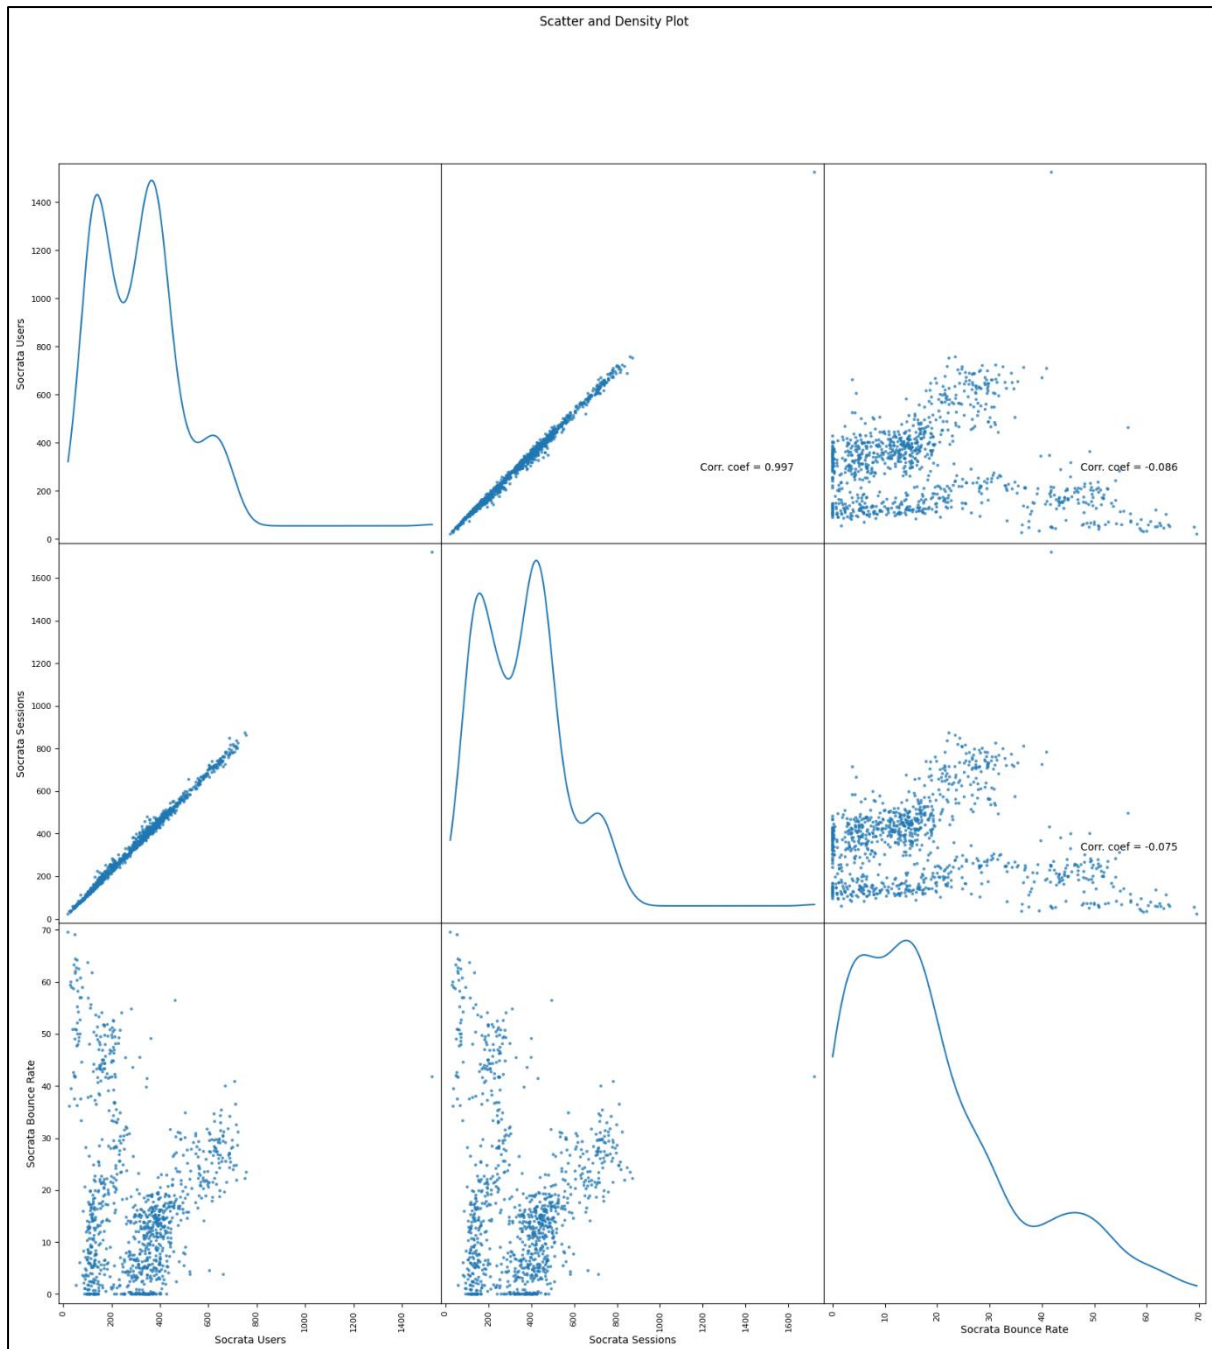 Scatter and Density Plot
Socrata Users
1400
1200
1000
800
600
400
200
0
Corr. coef = 0.997
Corr. coef = -0.086
Socrata Sessions
1600
1400
1200
1000
800
600
400
200
0
Corr. coef = -0.075
Socrata Bounce Rate
70
60
50
40
30
20
10
0
0 200 400 600 800 1000 1200 1400
Socrata Users
0 200 400 600 800 1000 1200 1400 1600
Socrata Sessions
0 10 20 30 40 50 60 70
Socrata Bounce Rate